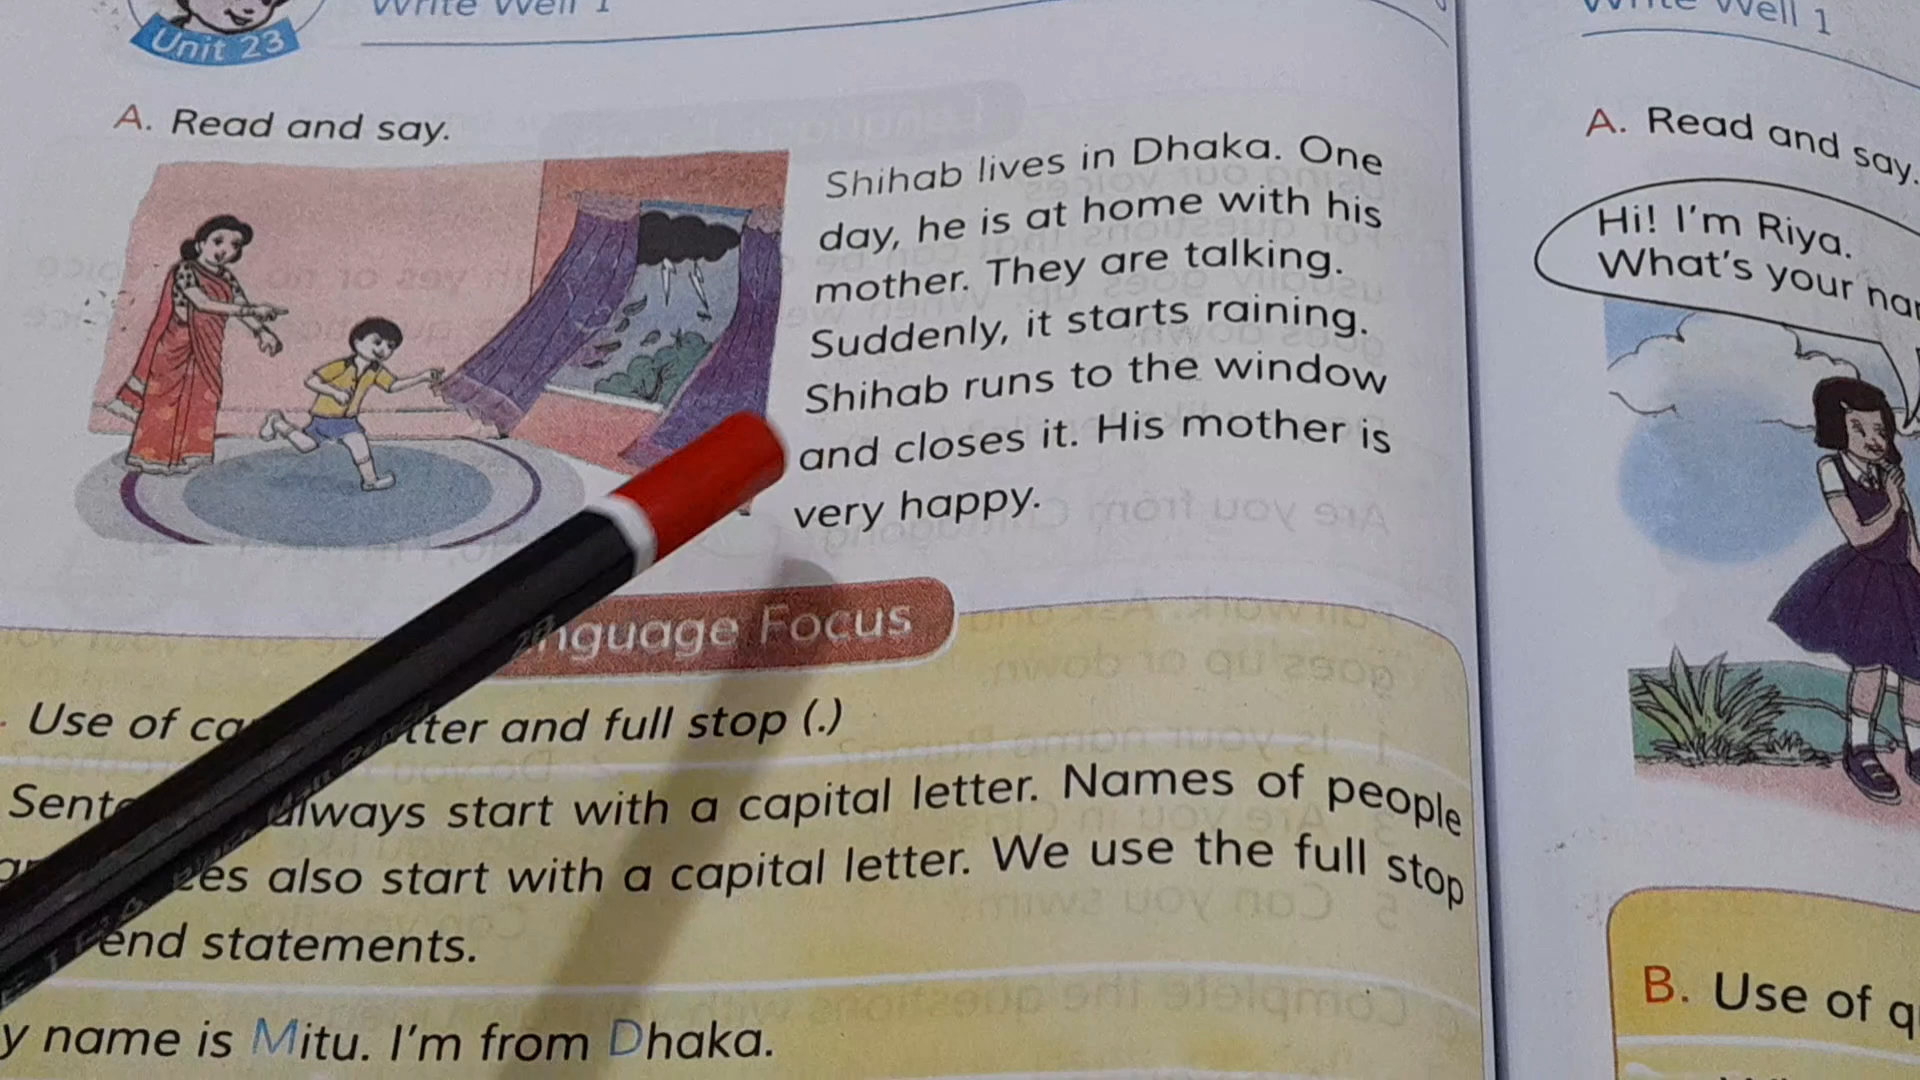 Write Well 1
Unit 23
A. Read and say.
Shihab lives in Dhaka. One
day, he is at home with his
mother. They are talking.
Suddenly, it starts raining.
Shihab runs to the window
and closes it. His mother is
very happy.
Focus
Use of and full stop (.)
always start with a capital letter. Names of people
also start with a capital letter. We use the full stop
end statements.
name is Mitu. I'm from Dhaka.
Write Well 1
A. Read and say.
Hi! I'm Riya.
What's your
B. Use of